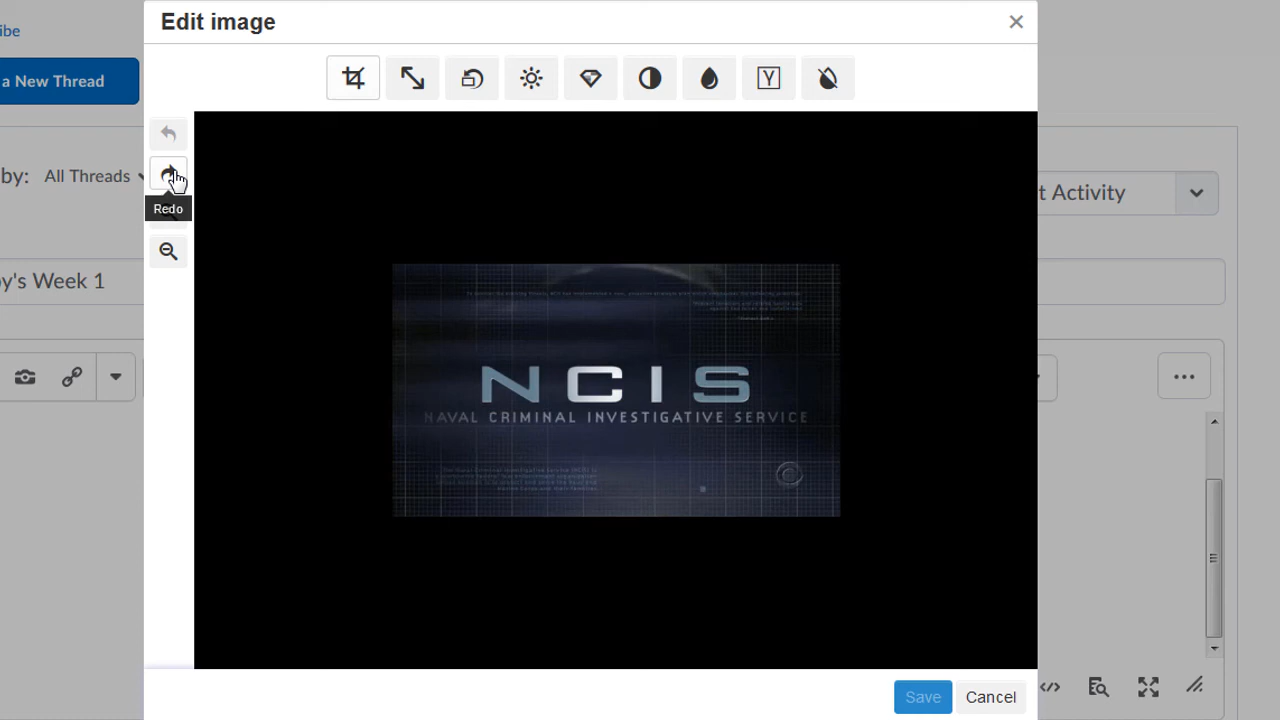 Edit image
ibe
a New Thread
Y
by: All Threads
t Activity
Redo
y's Week 1
NCIS
NAVAL CRIMINAL INVESTIGATIVE SERVICE
Save
Cancel